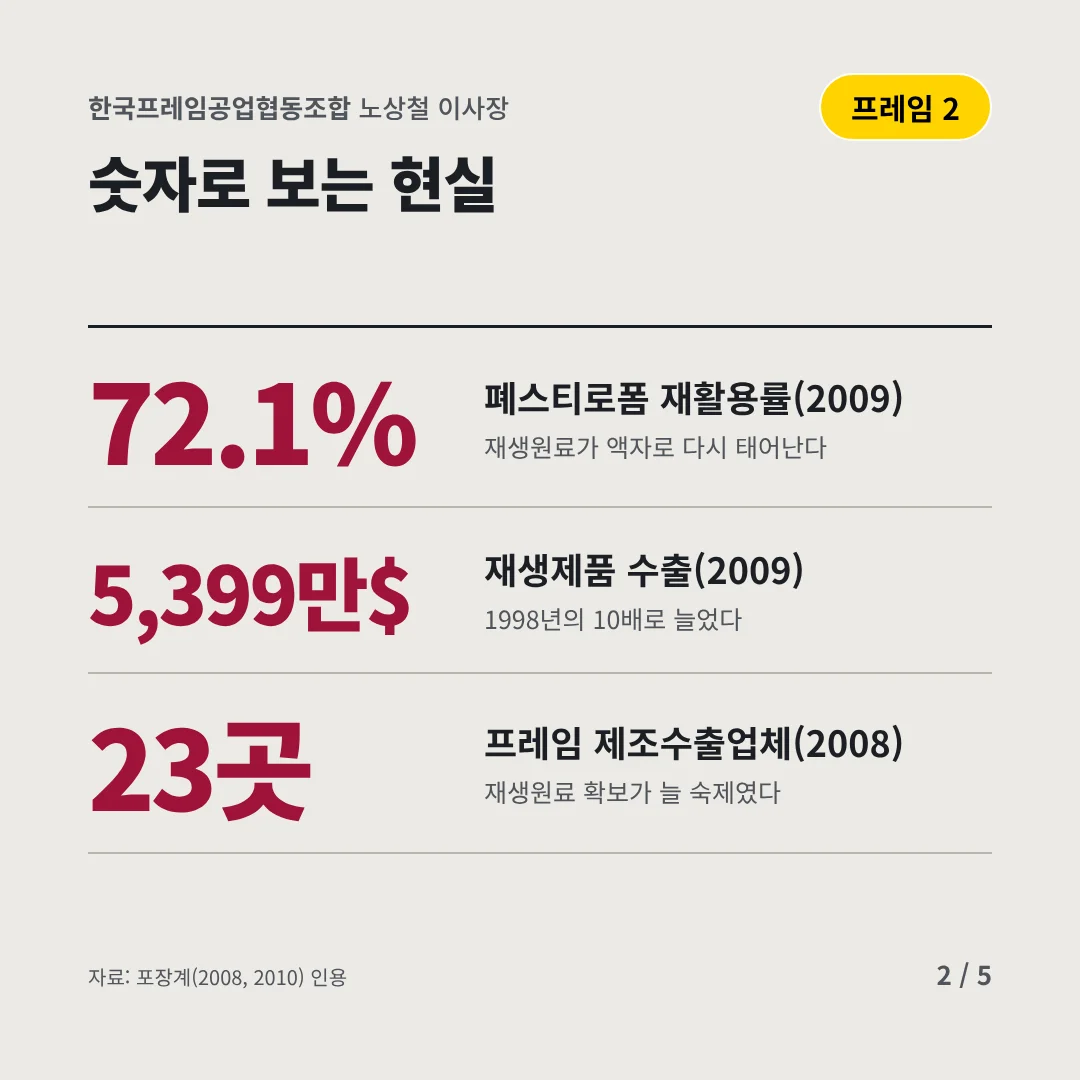 한국프레임공업협동조합 노상철 이사장
프레임 2
숫자로 보는 현실
72.1%
폐스티로폼 재활용률(2009)
재생원료가 액자로 다시 태어난다
5,399만$
재생제품 수출(2009)
1998년의 10배로 늘었다
23곳
프레임 제조수출업체(2008)
재생원료 확보가 늘 숙제였다
자료: 포장계(2008, 2010) 인용
2 / 5